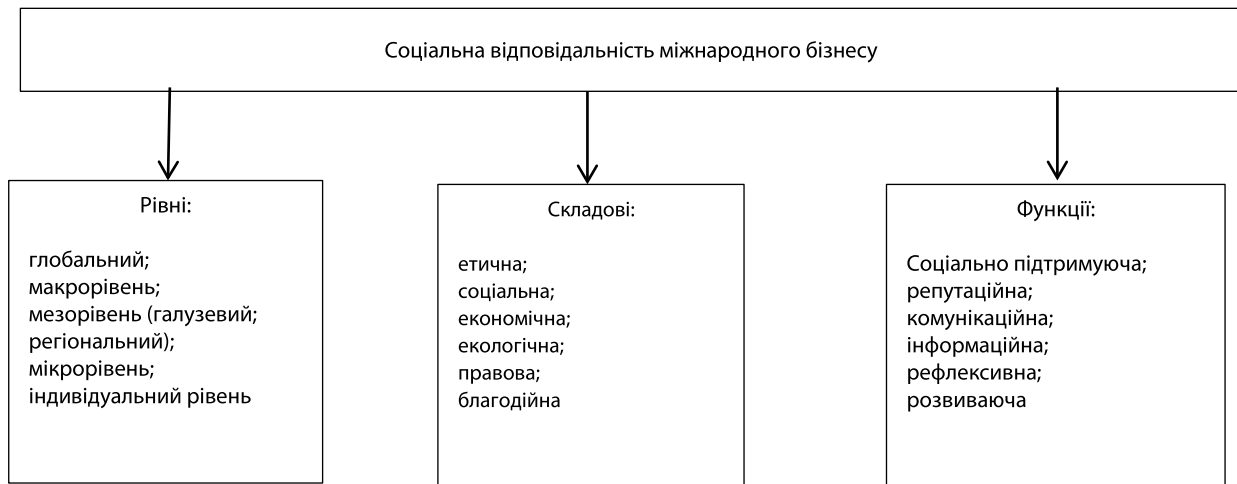 Соціальна відповідальність міжнародного бізнесу
Рівні:
глобальний;
макрорівень;
мезорівень (галузевий;
регіональний);
мікрорівень;
індивідуальний рівень
Складові:
етична;
соціальна;
економічна;
екологічна;
правова;
благодійна
Функції:
Соціально підтримуюча;
репутаційна;
комунікаційна;
інформаційна;
рефлексивна;
розвиваюча